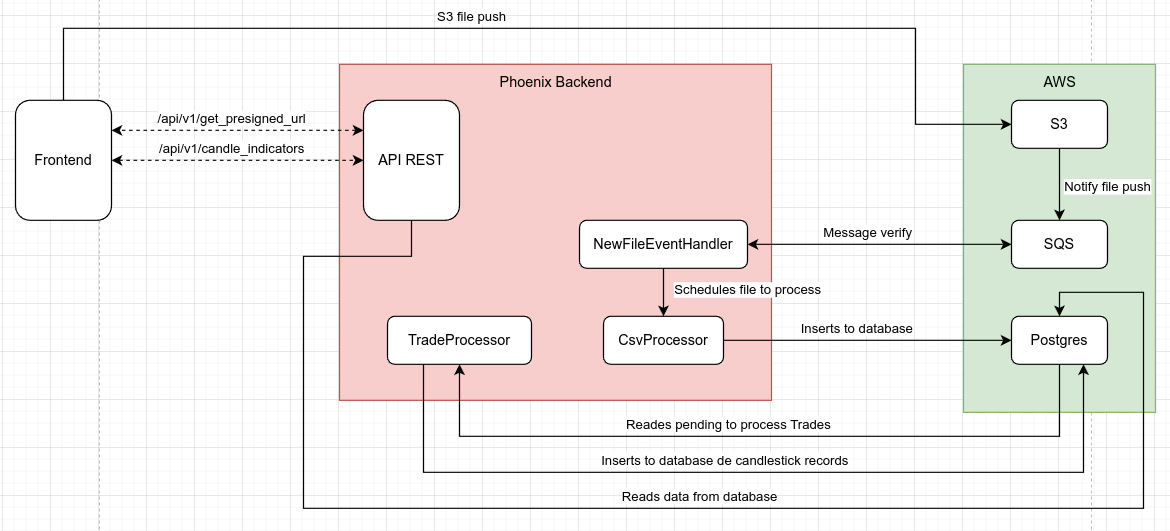 S3 file push
Phoenix Backend
AWS
/api/v1/get_presigned_url
S3
/api/v1/candle_indicators
Frontend
API REST
Notify file push
Message verify
NewFileEventHandler
SQS
Schedules file to process
Inserts to database
TradeProcessor
CsvProcessor
Postgres
Reades pending to process Trades
Inserts to database de candlestick records
Reads data from database